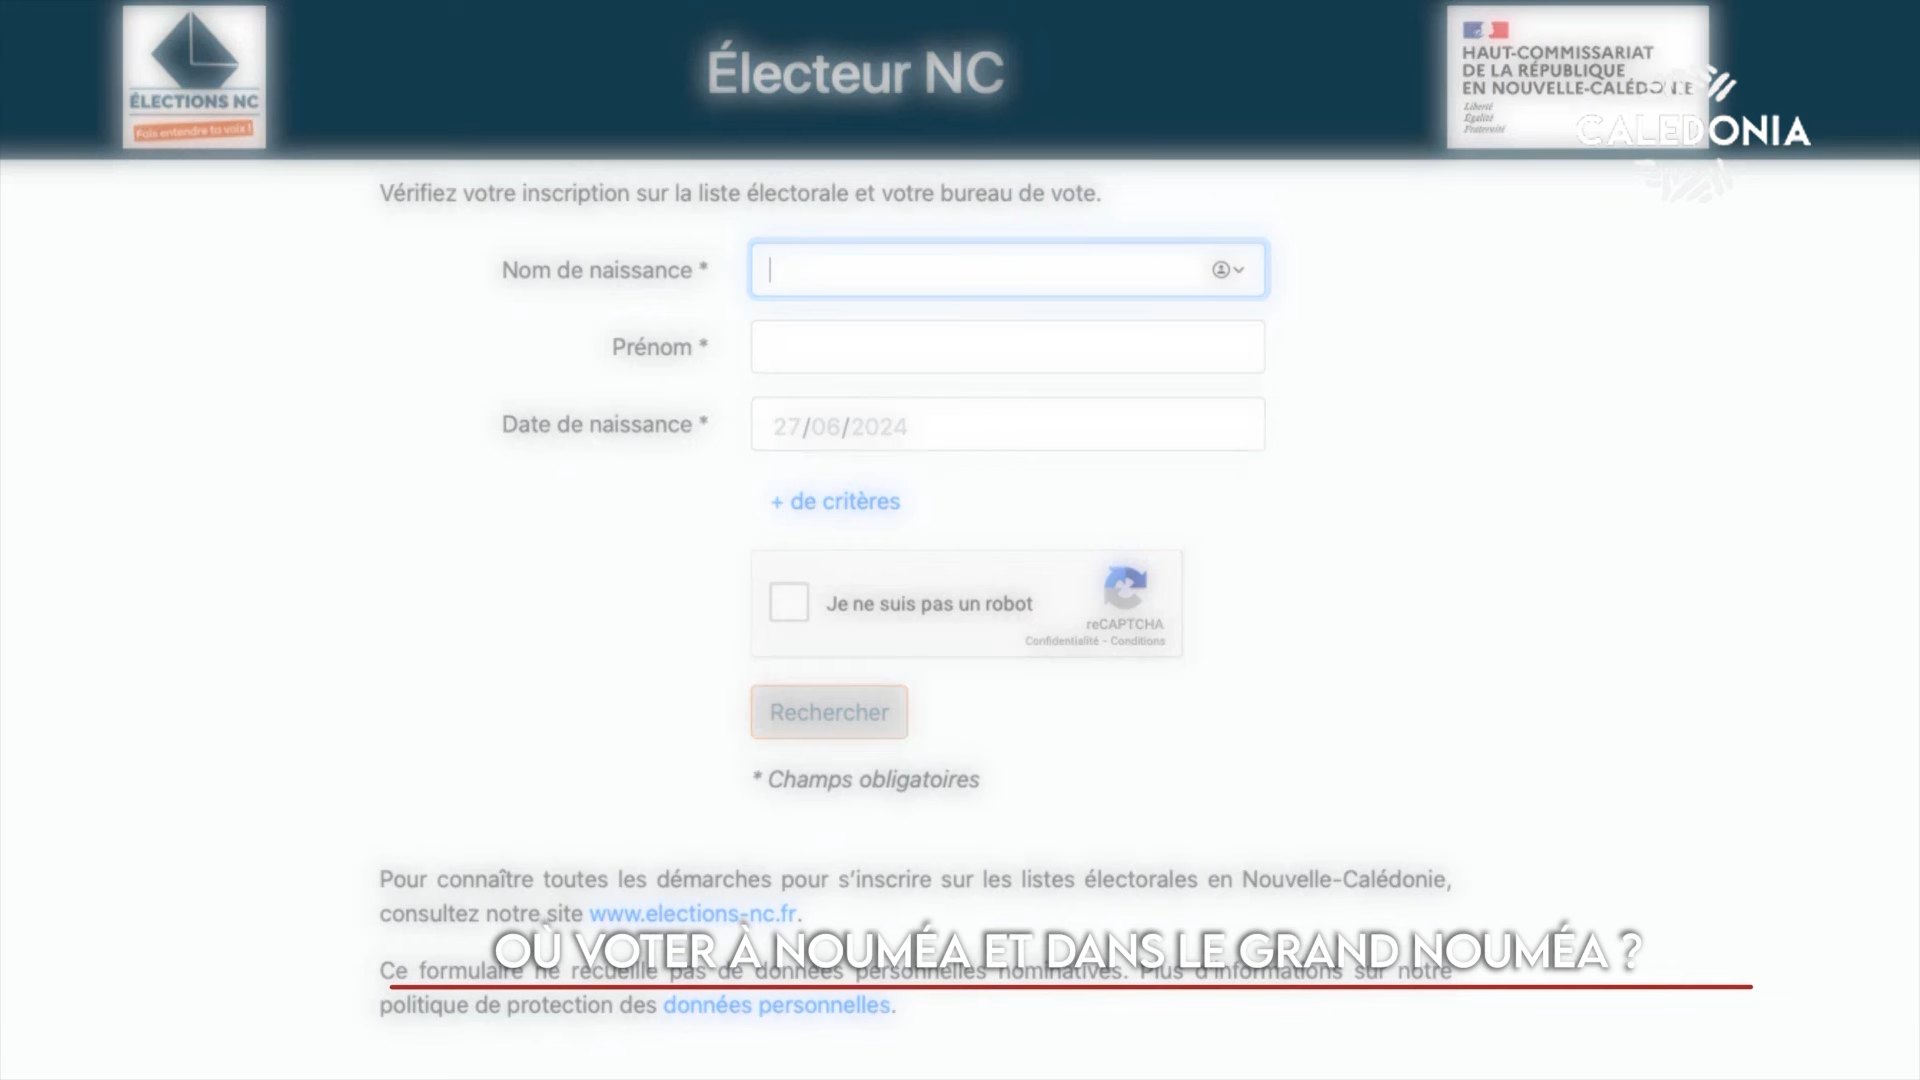 ÉLECTIONS NC
Fais entendre ta voix !
Électeur NC
HAUT-COMMISSARIAT
DE LA RÉPUBLIQUE
EN NOUVELLE-CALÉDONIE
Liberté
Égalité
Fraternité
CALEDONIA
Vérifiez votre inscription sur la liste électorale et votre bureau de vote.
Nom de naissance *
Prénom *
Date de naissance *
27/06/2024
+ de critères
Je ne suis pas un robot
reCAPTCHA
Confidentialité - Conditions
Rechercher
* Champs obligatoires
Pour connaître toutes les démarches pour s'inscrire sur les listes électorales en Nouvelle-Calédonie,
consultez notre site www.elections-nc.fr.
OÙ VOTER À NOUMÉA ET DANS LE GRAND NOUMÉA ?
Ce formulaire ne recueille pas de données personnelles nominatives. Plus d'informations sur notre
politique de protection des données personnelles.